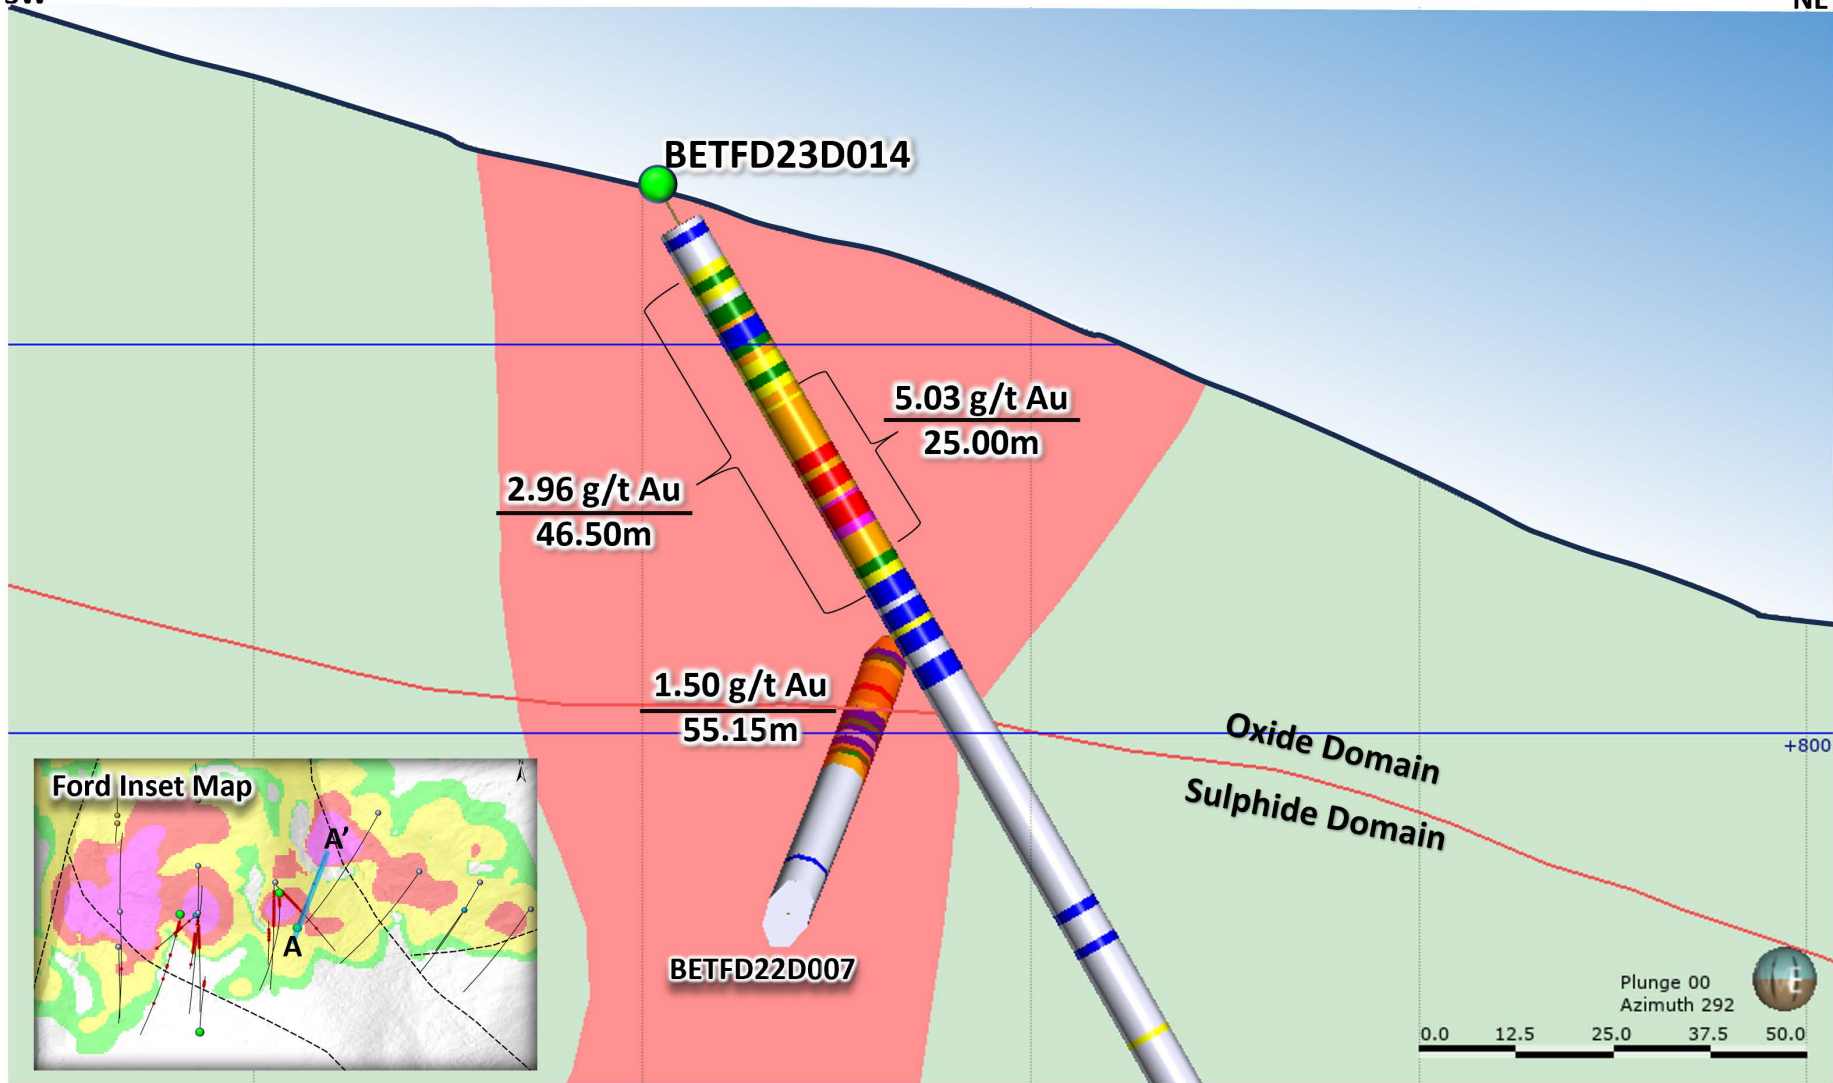 SW
NE
BETFD23D014
5.03 g/t Au
25.00m
2.96 g/t Au
46.50m
1.50 g/t Au
55.15m
Oxide Domain
+800
Sulphide Domain
Ford Inset Map
A'
A
BETFD22D007
Plunge 00
Azimuth 292
E
0.0 12.5 25.0 37.5 50.0